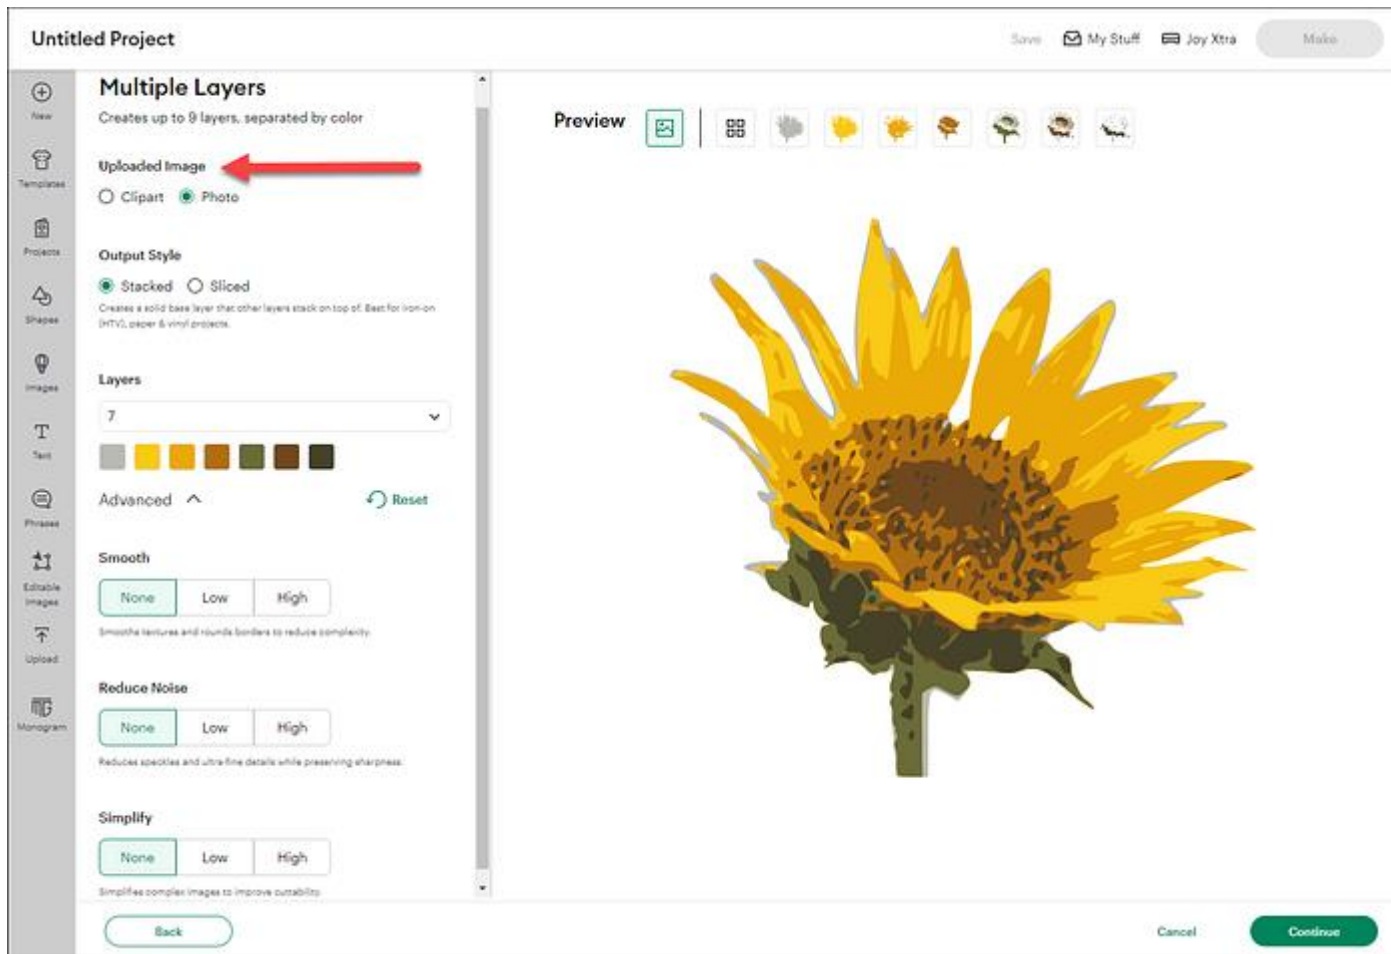 Untitled Project
Save
My Stuff
Joy Xtra
Make
New
Templates
Projects
Shapes
Images
Text
Phrases
Editable
Images
Upload
Monogram
Multiple Layers
Creates up to 9 layers, separated by color
Uploaded Image
Clipart
Photo
Output Style
Stacked
Sliced
Creates a solid base layer that other layers stack on top of. Best for iron-on
(HTV), paper & vinyl projects.
Layers
7
Advanced
Reset
Smooth
None
Low
High
Smooths textures and rounds borders to reduce complexity.
Reduce Noise
None
Low
High
Reduces speckles and ultra-fine details while preserving sharpness.
Simplify
None
Low
High
Simplifies complex images to improve cuttability.
Preview
Back
Cancel
Continue